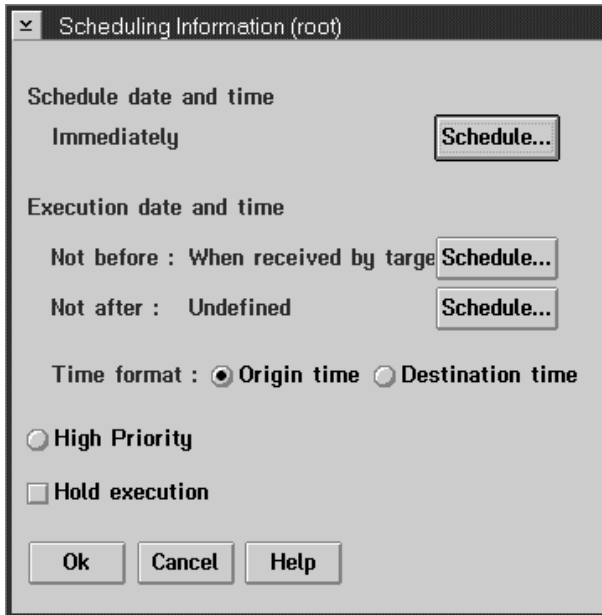 Scheduling Information (root)
Schedule date and time
Immediately Schedule...
Execution date and time
Not before : When received by targe Schedule...
Not after : Undefined Schedule...
Time format : Origin time Destination time
High Priority
Hold execution
Ok Cancel Help